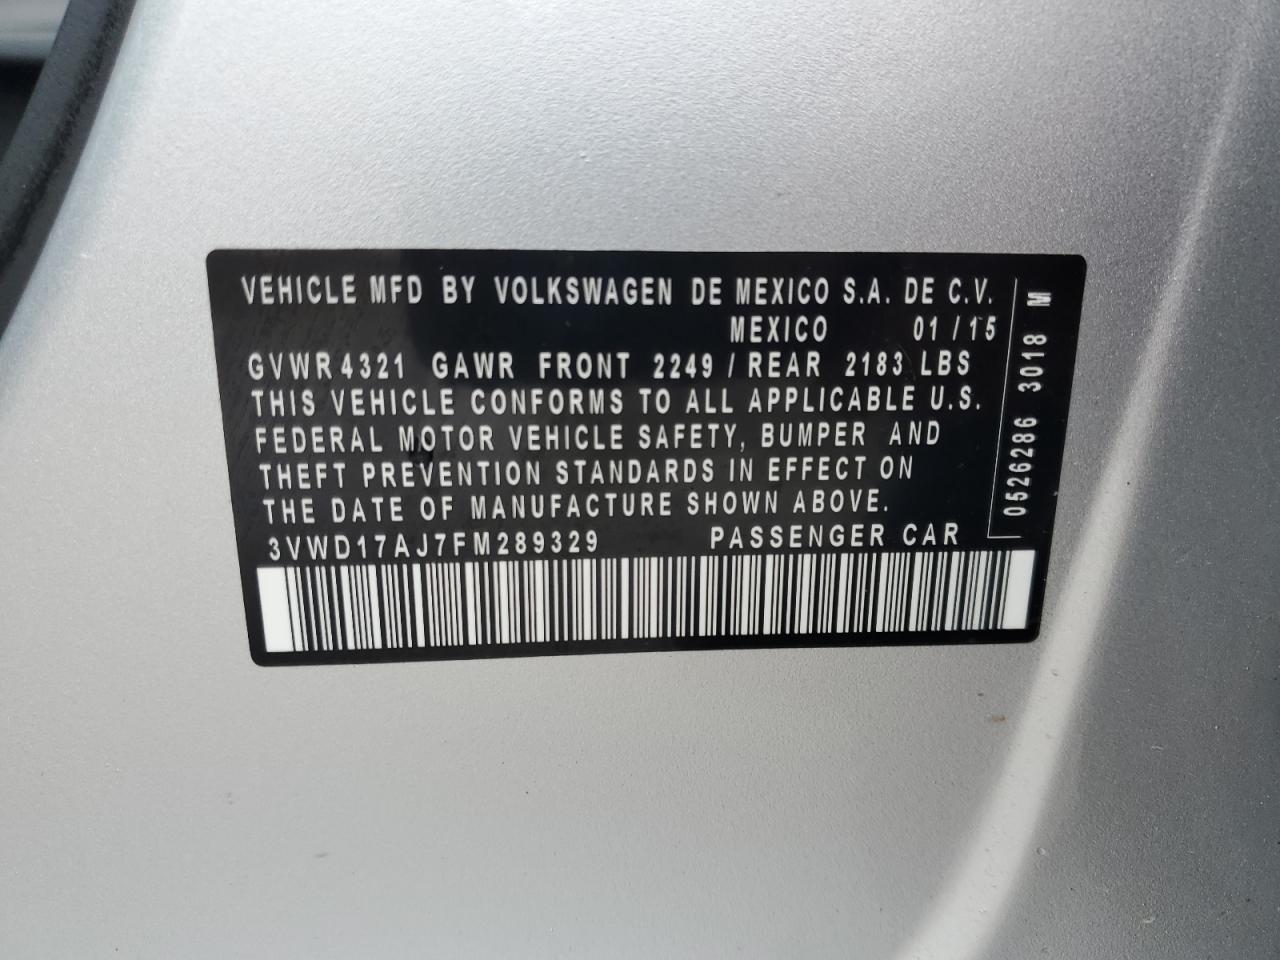 VEHICLE MFD BY VOLKSWAGEN DE MEXICO S.A. DE C.V.
MEXICO 01/15
GVWR 4321 GAWR FRONT 2249 / REAR 2183 LBS
THIS VEHICLE CONFORMS TO ALL APPLICABLE U.S.
FEDERAL MOTOR VEHICLE SAFETY, BUMPER AND
THEFT PREVENTION STANDARDS IN EFFECT ON
THE DATE OF MANUFACTURE SHOWN ABOVE.
3VWD17AJ7FM289329 PASSENGER CAR
0526286 3018 M